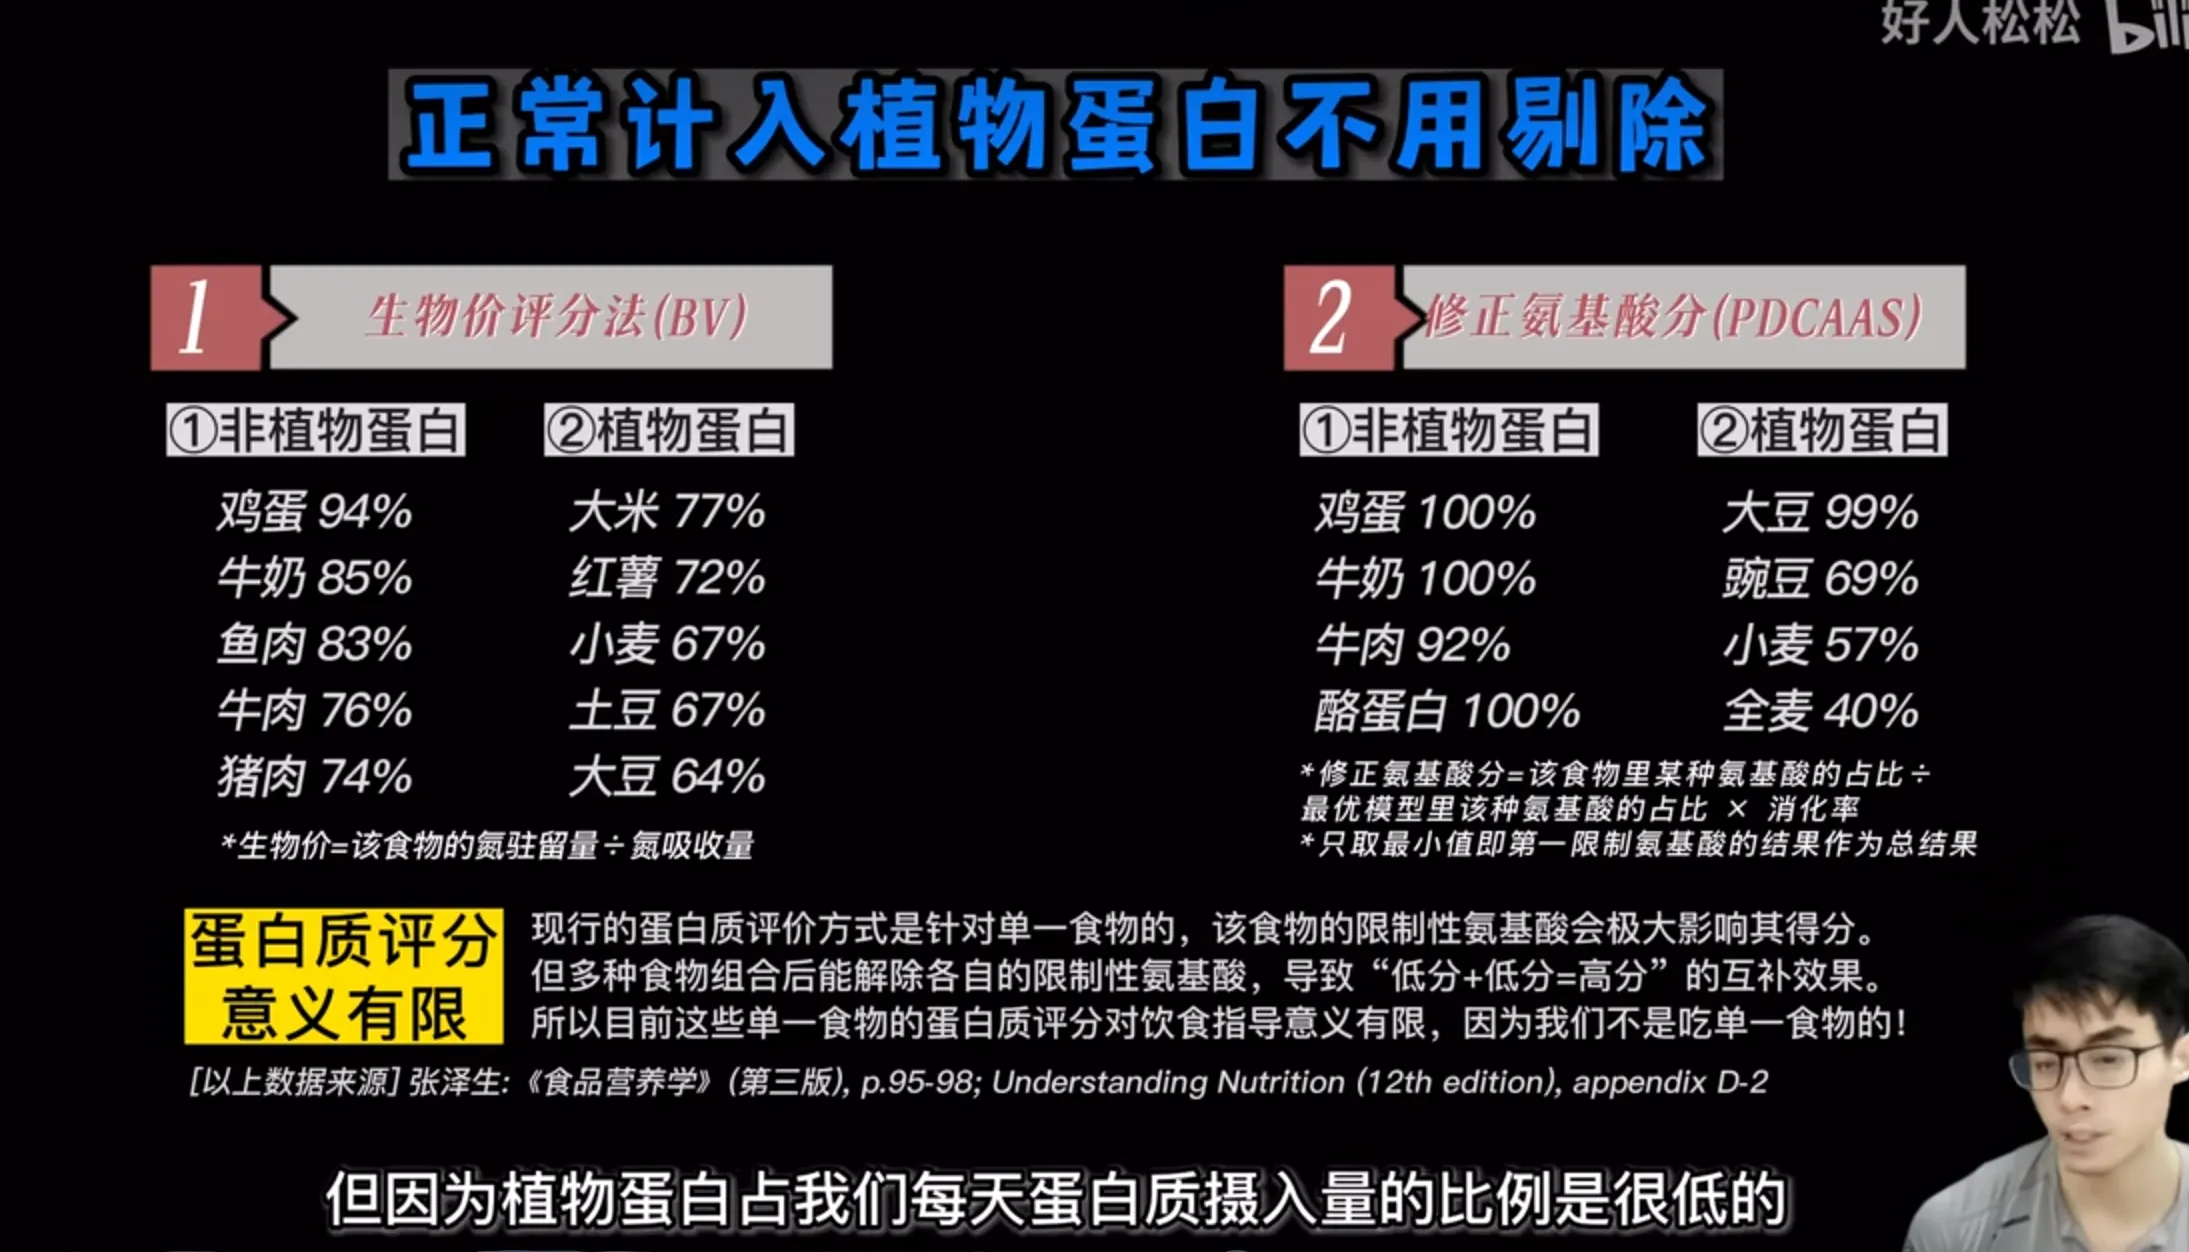 好人松松 bili
正常计入植物蛋白不用剔除
1 生物价评分法(BV)
①非植物蛋白 ②植物蛋白
鸡蛋 94% 大米 77%
牛奶 85% 红薯 72%
鱼肉 83% 小麦 67%
牛肉 76% 土豆 67%
猪肉 74% 大豆 64%
*生物价=该食物的氮驻留量÷氮吸收量
2 修正氨基酸分(PDCAAS)
①非植物蛋白 ②植物蛋白
鸡蛋 100% 大豆 99%
牛奶 100% 豌豆 69%
牛肉 92% 小麦 57%
酪蛋白 100% 全麦 40%
*修正氨基酸分=该食物里某种氨基酸的占比÷
最优模型里该种氨基酸的占比 × 消化率
*只取最小值即第一限制氨基酸的结果作为总结果
蛋白质评分
意义有限
现行的蛋白质评价方式是针对单一食物的，该食物的限制性氨基酸会极大影响其得分。
但多种食物组合后能解除各自的限制性氨基酸，导致“低分+低分=高分”的互补效果。
所以目前这些单一食物的蛋白质评分对饮食指导意义有限，因为我们不是吃单一食物的！
[以上数据来源] 张泽生:《食品营养学》(第三版), p.95-98; Understanding Nutrition (12th edition), appendix D-2
但因为植物蛋白占我们每天蛋白质摄入量的比例是很低的